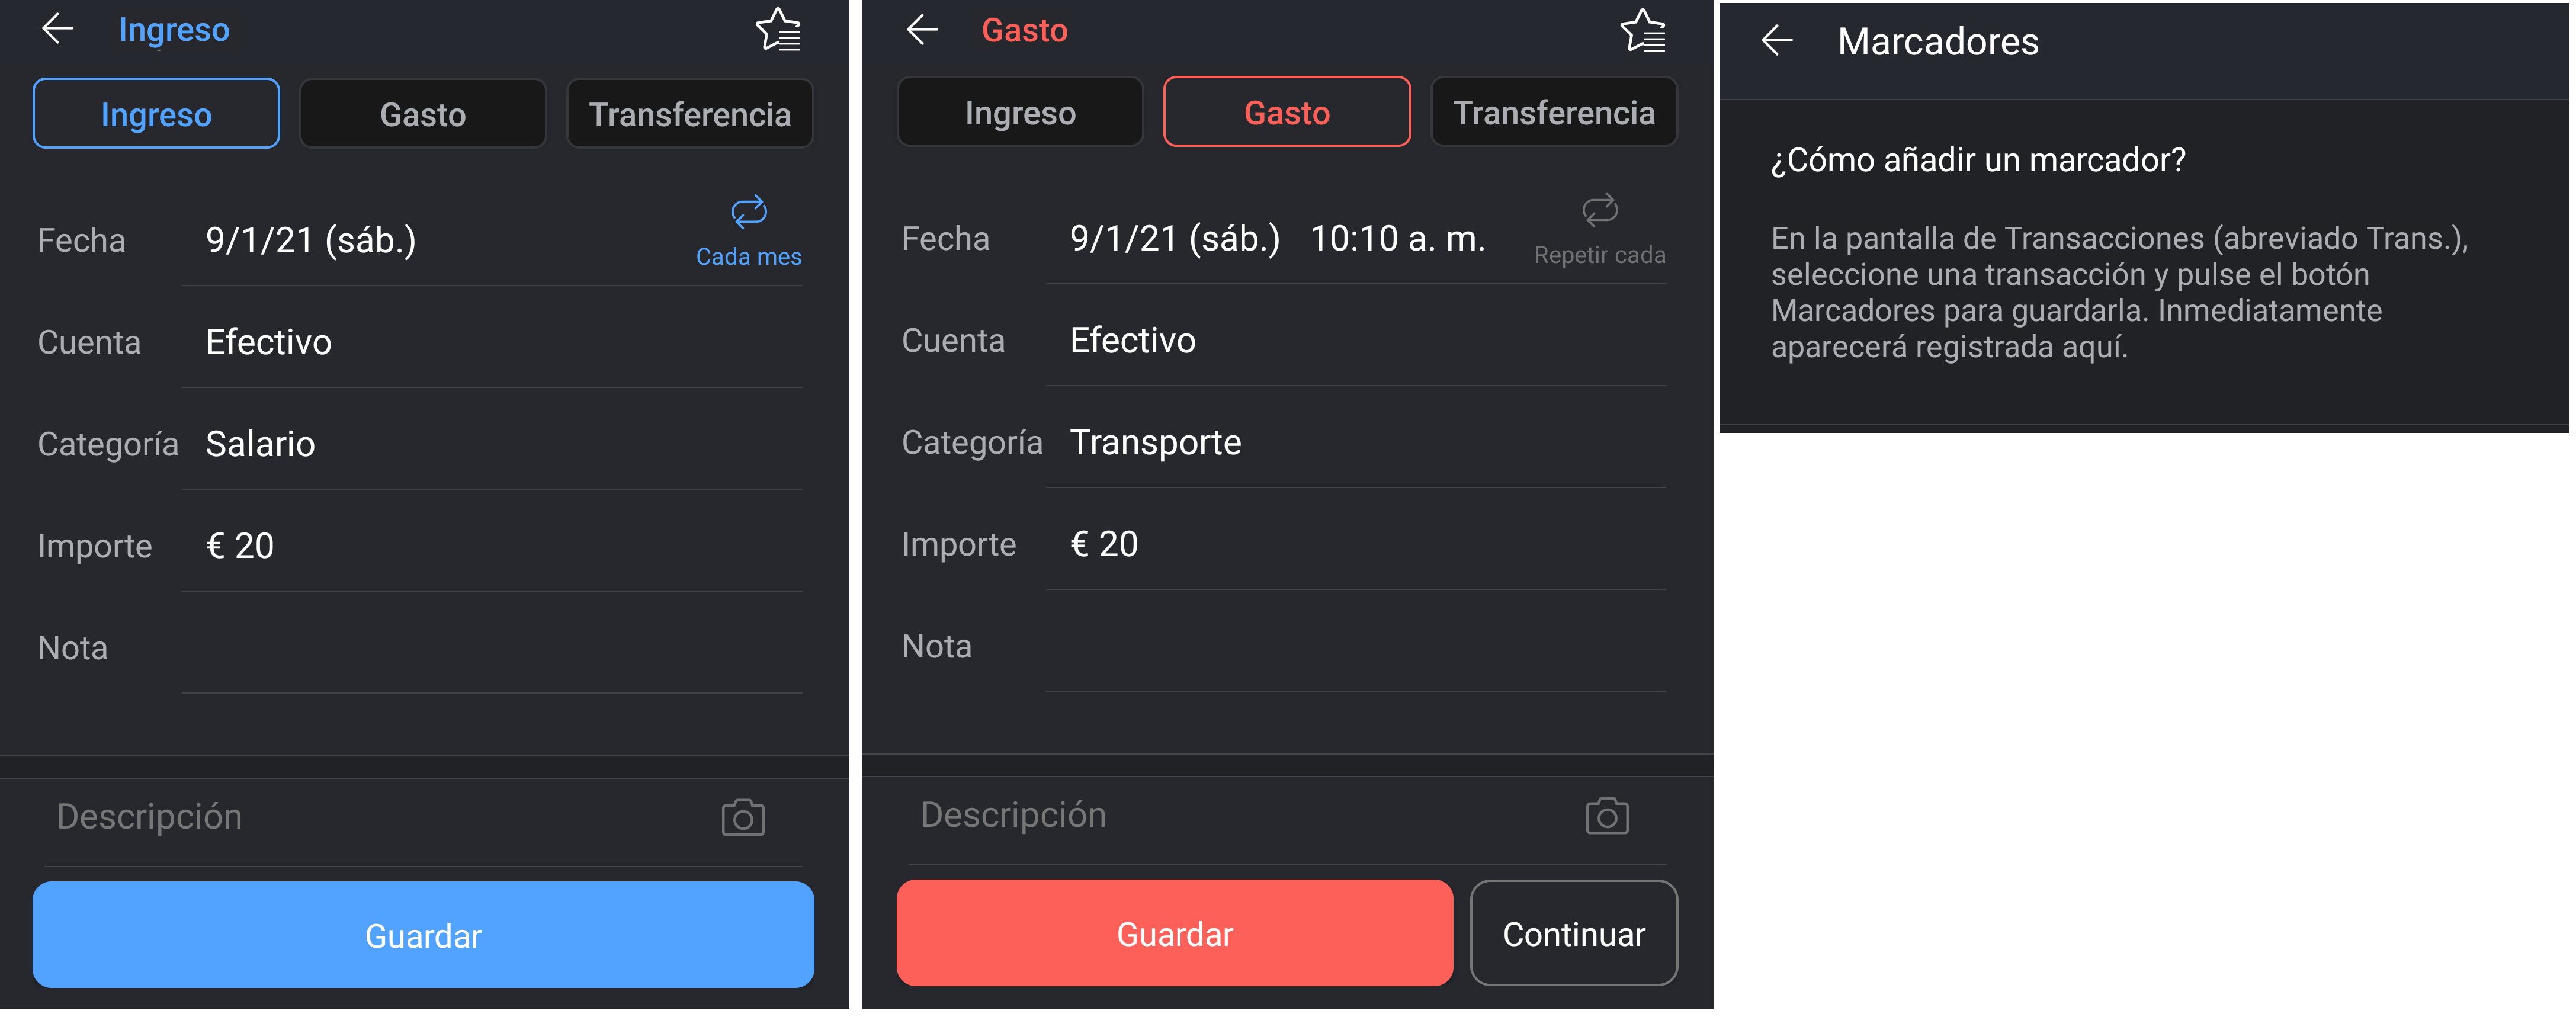 Ingreso
Ingreso Gasto Transferencia
Fecha 9/1/21 (sáb.) Cada mes
Cuenta Efectivo
Categoría Salario
Importe € 20
Nota
Descripción
Guardar
Gasto
Ingreso Gasto Transferencia
Fecha 9/1/21 (sáb.) 10:10 a. m. Repetir cada
Cuenta Efectivo
Categoría Transporte
Importe € 20
Nota
Descripción
Guardar Continuar
Marcadores
¿Cómo añadir un marcador?
En la pantalla de Transacciones (abreviado Trans.),
seleccione una transacción y pulse el botón
Marcadores para guardarla. Inmediatamente
aparecerá registrada aquí.